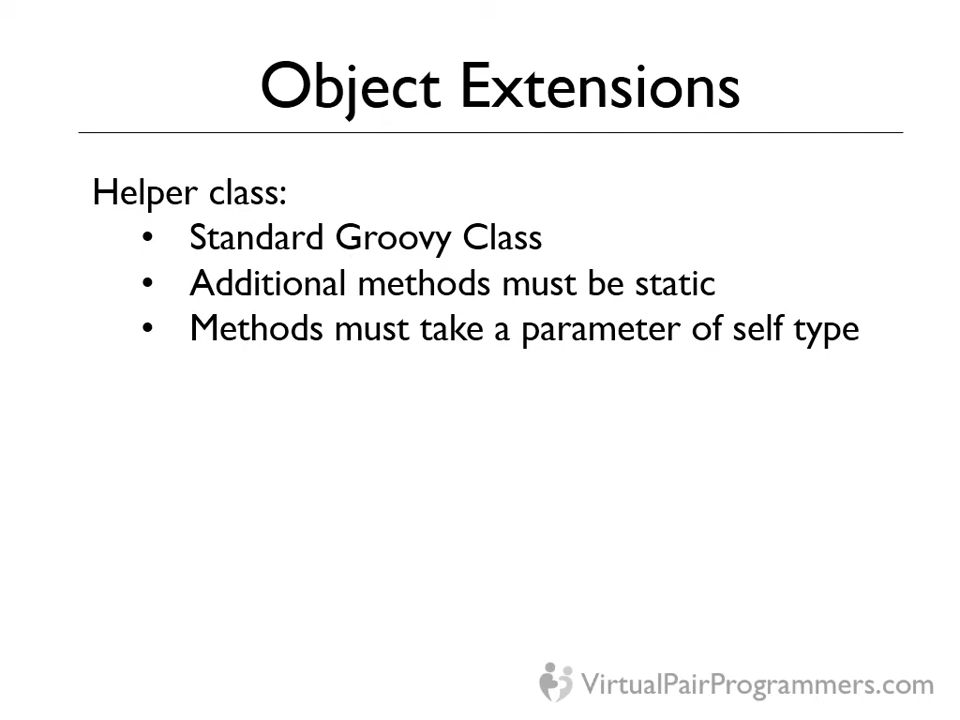 Object Extensions
Helper class:
• Standard Groovy Class
• Additional methods must be static
• Methods must take a parameter of self type
VirtualPairProgrammers.com